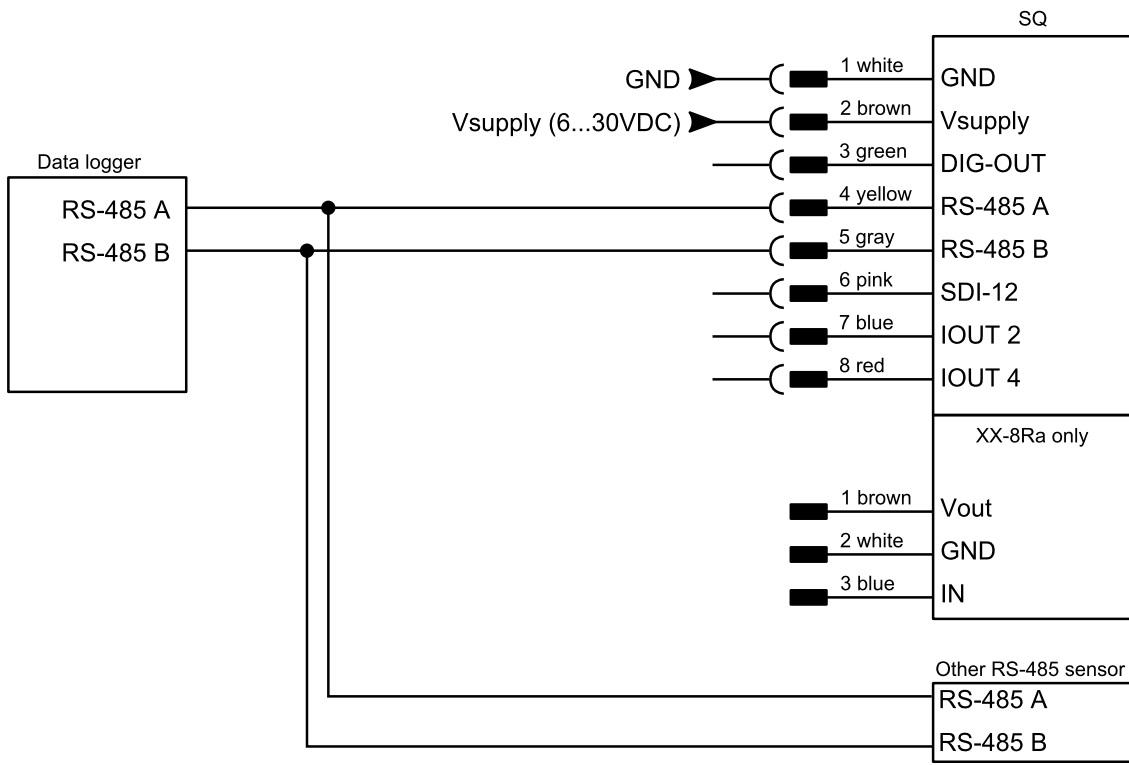 SQ
GND
1 white
GND
Vsupply (6...30VDC)
2 brown
Vsupply
3 green
DIG-OUT
Data logger
RS-485 A
4 yellow
RS-485 A
RS-485 B
5 gray
RS-485 B
6 pink
SDI-12
7 blue
IOUT 2
8 red
IOUT 4
XX-8Ra only
1 brown
Vout
2 white
GND
3 blue
IN
Other RS-485 sensor
RS-485 A
RS-485 B